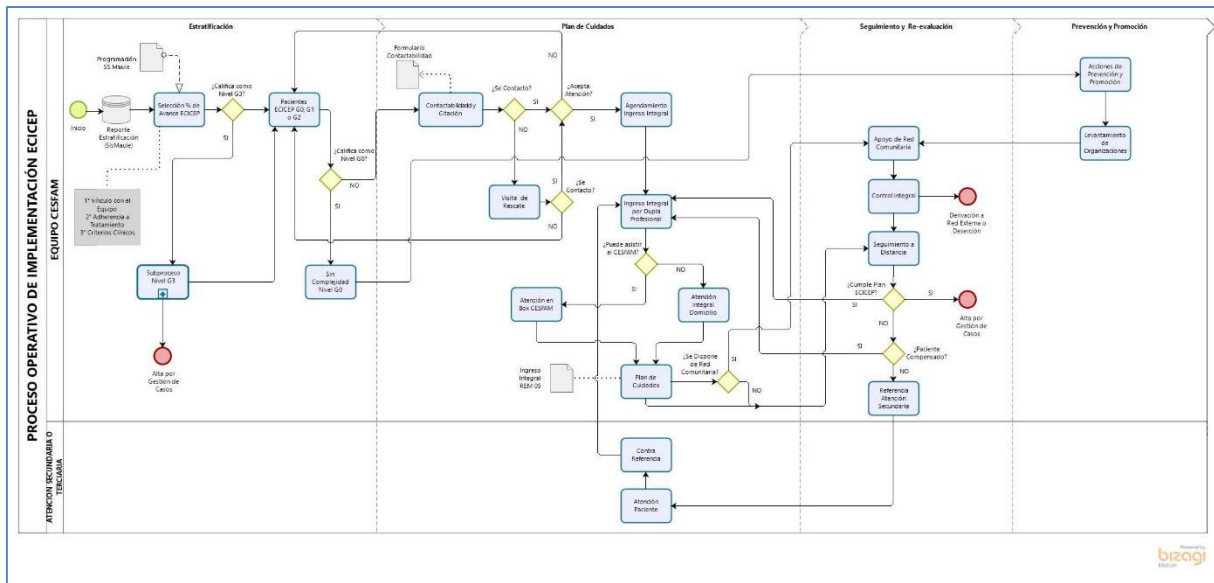 PROCESO OPERATIVO DE IMPLEMENTACIÓN ECICEP
EQUIPO CESFAM
ATENCION SECUNDARIA O
TERCIARIA
Estratificación
Plan de Cuidados
Seguimiento y Re-evaluación
Prevención y Promoción
Programación
SS Maule
Inicio
Reporte
Estratificación
(SisMaule)
Selección % de
Avance ECICEP
¿Califica como
Nivel G3?
SI
Pacientes
ECICEP G0, G1
o G2
¿Califica como
Nivel G0?
NO
SI
1° Vínculo con el
Equipo
2° Adherencia a
Tratamiento
3° Criterios Clínicos
Subproceso
Nivel G3
Alta por
Gestión de
Casos
Sin
Complejidad
Nivel G0
Formulario
Contactabilidad
Contactabilidad y
Citación
¿Se Contacto?
SI
NO
¿Acepta
Atención?
NO
SI
Agendamiento
Ingreso Integral
Visita de
Rescate
¿Se
Contacto?
SI
NO
Ingreso Integral
por Dupla
Profesional
¿Puede asistir
al CESFAM?
NO
SI
Atención en
Box CESFAM
Atención
Integral
Domicilio
Ingreso
Integral
REM 05
Plan de
Cuidados
¿Se Dispone
de Red
Comunitaria?
SI
NO
Apoyo de Red
Comunitaria
Control Integral
Derivación a
Red Externa o
Deserción
Seguimiento a
Distancia
¿Cumple Plan
ECICEP?
SI
SI
NO
Alta por
Gestión de
Casos
¿Paciente
Compensado?
SI
NO
Referencia
Atención
Secundaria
Acciones de
Prevención y
Promoción
Levantamiento
de
Organizaciones
Contra
Referencia
Atención
Paciente
Powered by
bizagi
Modeler